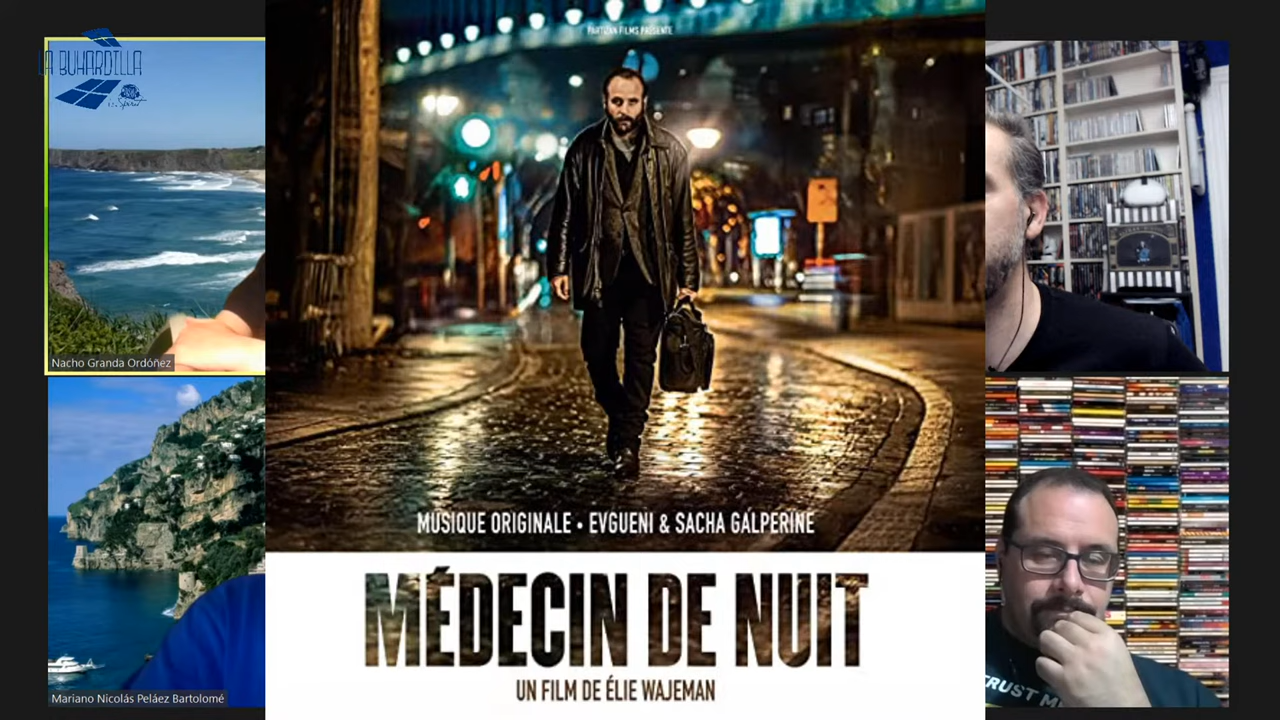 LA BUHARDILLA
PARTIZAN FILMS PRÉSENTE
MUSIQUE ORIGINALE • EVGUENI & SACHA GALPERINE
MÉDECIN DE NUIT
UN FILM DE ÉLIE WAJEMAN
Nacho Granda Ordóñez
Mariano Nicolás Peláez Bartolomé
TRUST M